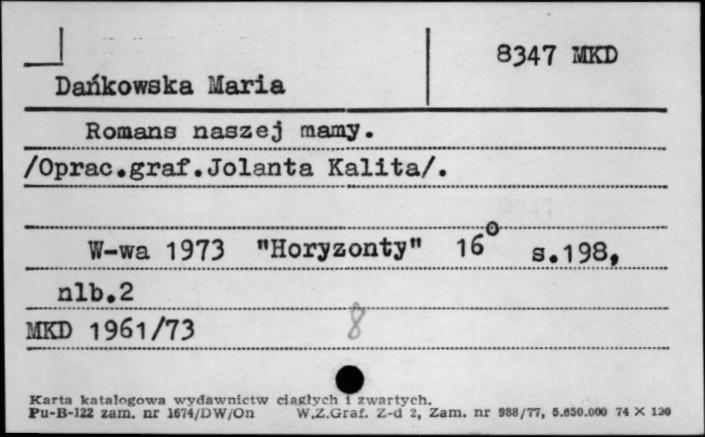 8347 MKD
Dańkowska Maria
Romans naszej mamy.
/Oprac.graf.Jolanta Kalita/.
W-wa 1973 "Horyzonty" 16° s.198,
nlb.2
MKD 1961/73 8
Karta katalogowa wydawnictw ciągłych i zwartych.
Pu-B-122 zam. nr 1674/DW/On W.Z.Graf. Z-d 2, Zam. nr 988/77, 5.650.000 74 X 120